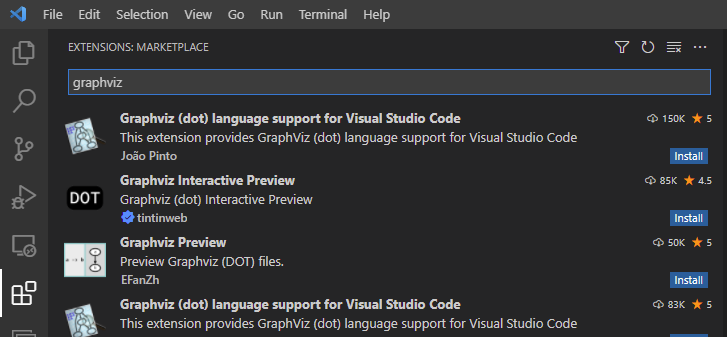 File Edit Selection View Go Run Terminal Help
EXTENSIONS: MARKETPLACE
graphviz
Graphviz (dot) language support for Visual Studio Code 150K 5
This extension provides GraphViz (dot) language support for Visual Studio Code
João Pinto Install
Graphviz Interactive Preview 85K 4.5
Graphviz (dot) Interactive Preview
DOT
tintinweb Install
Graphviz Preview 50K 5
Preview Graphviz (DOT) files.
EFanZh Install
Graphviz (dot) language support for Visual Studio Code 83K 5
This extension provides GraphViz (dot) language support for Visual Studio Code